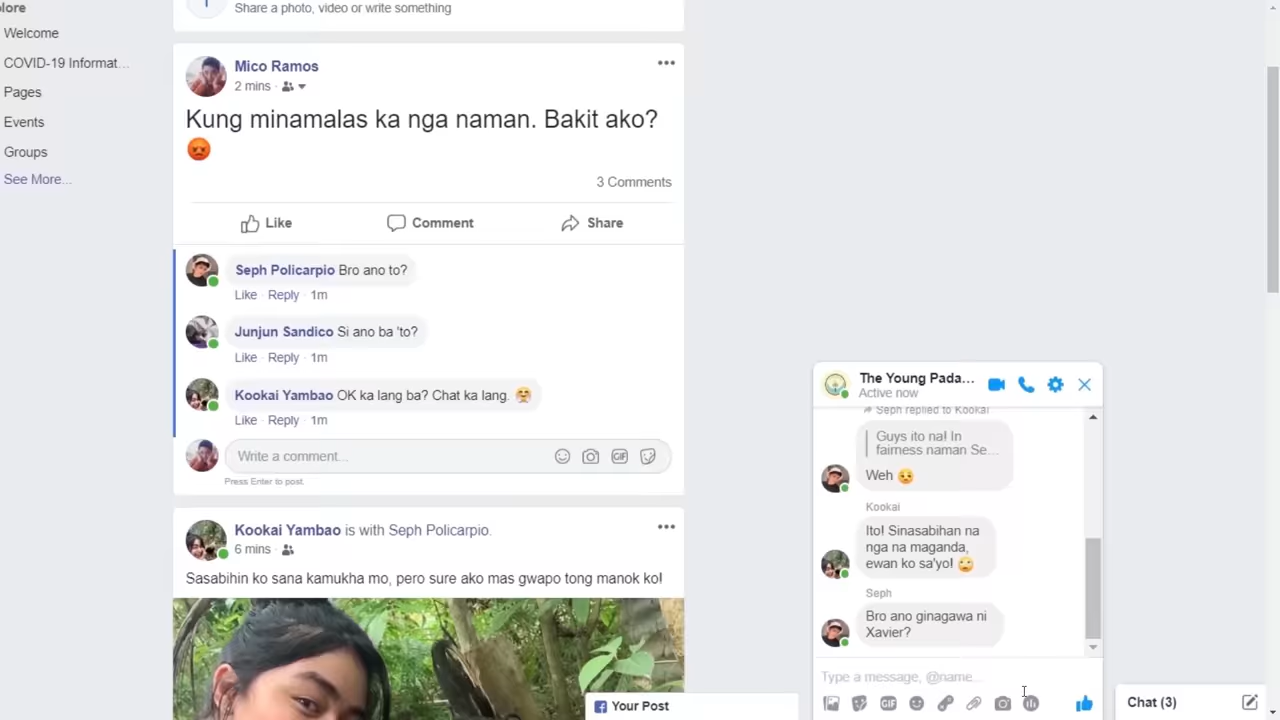 plore
Welcome
COVID-19 Informat...
Pages
Events
Groups
See More...
Share a photo, video or write something
Mico Ramos
2 mins
Kung minamalas ka nga naman. Bakit ako?
3 Comments
Like Comment Share
Seph Policarpio Bro ano to?
Like Reply 1m
Junjun Sandico Si ano ba 'to?
Like Reply 1m
Kookai Yambao OK ka lang ba? Chat ka lang.
Like Reply 1m
Write a comment...
GIF
Press Enter to post.
Kookai Yambao is with Seph Policarpio.
6 mins
Sasabihin ko sana kamukha mo, pero sure ako mas gwapo tong manok ko!
Your Post
The Young Pada...
Active now
Seph replied to Kookai
Guys ito na! In
fairness naman Se...
Weh
Kookai
Ito! Sinasabihan na
nga na maganda,
ewan ko sa'yo!
Seph
Bro ano ginagawa ni
Xavier?
Type a message, @name...
GIF
Chat (3)